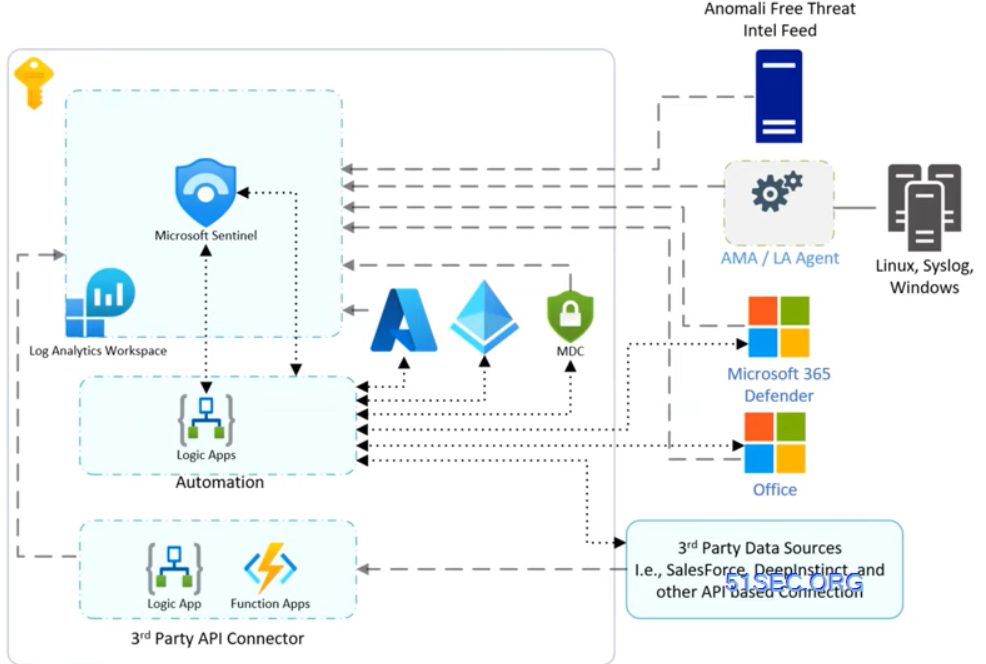 Anomali Free Threat
Intel Feed
Microsoft Sentinel
AMA / LA Agent
Linux, Syslog,
Windows
Log Analytics Workspace
MDC
Microsoft 365
Defender
Logic Apps
Automation
Office
3rd Party Data Sources
I.e., SalesForce, DeepInstinct, and
other API based Connection
51SEC.ORG
Logic App
Function Apps
3rd Party API Connector